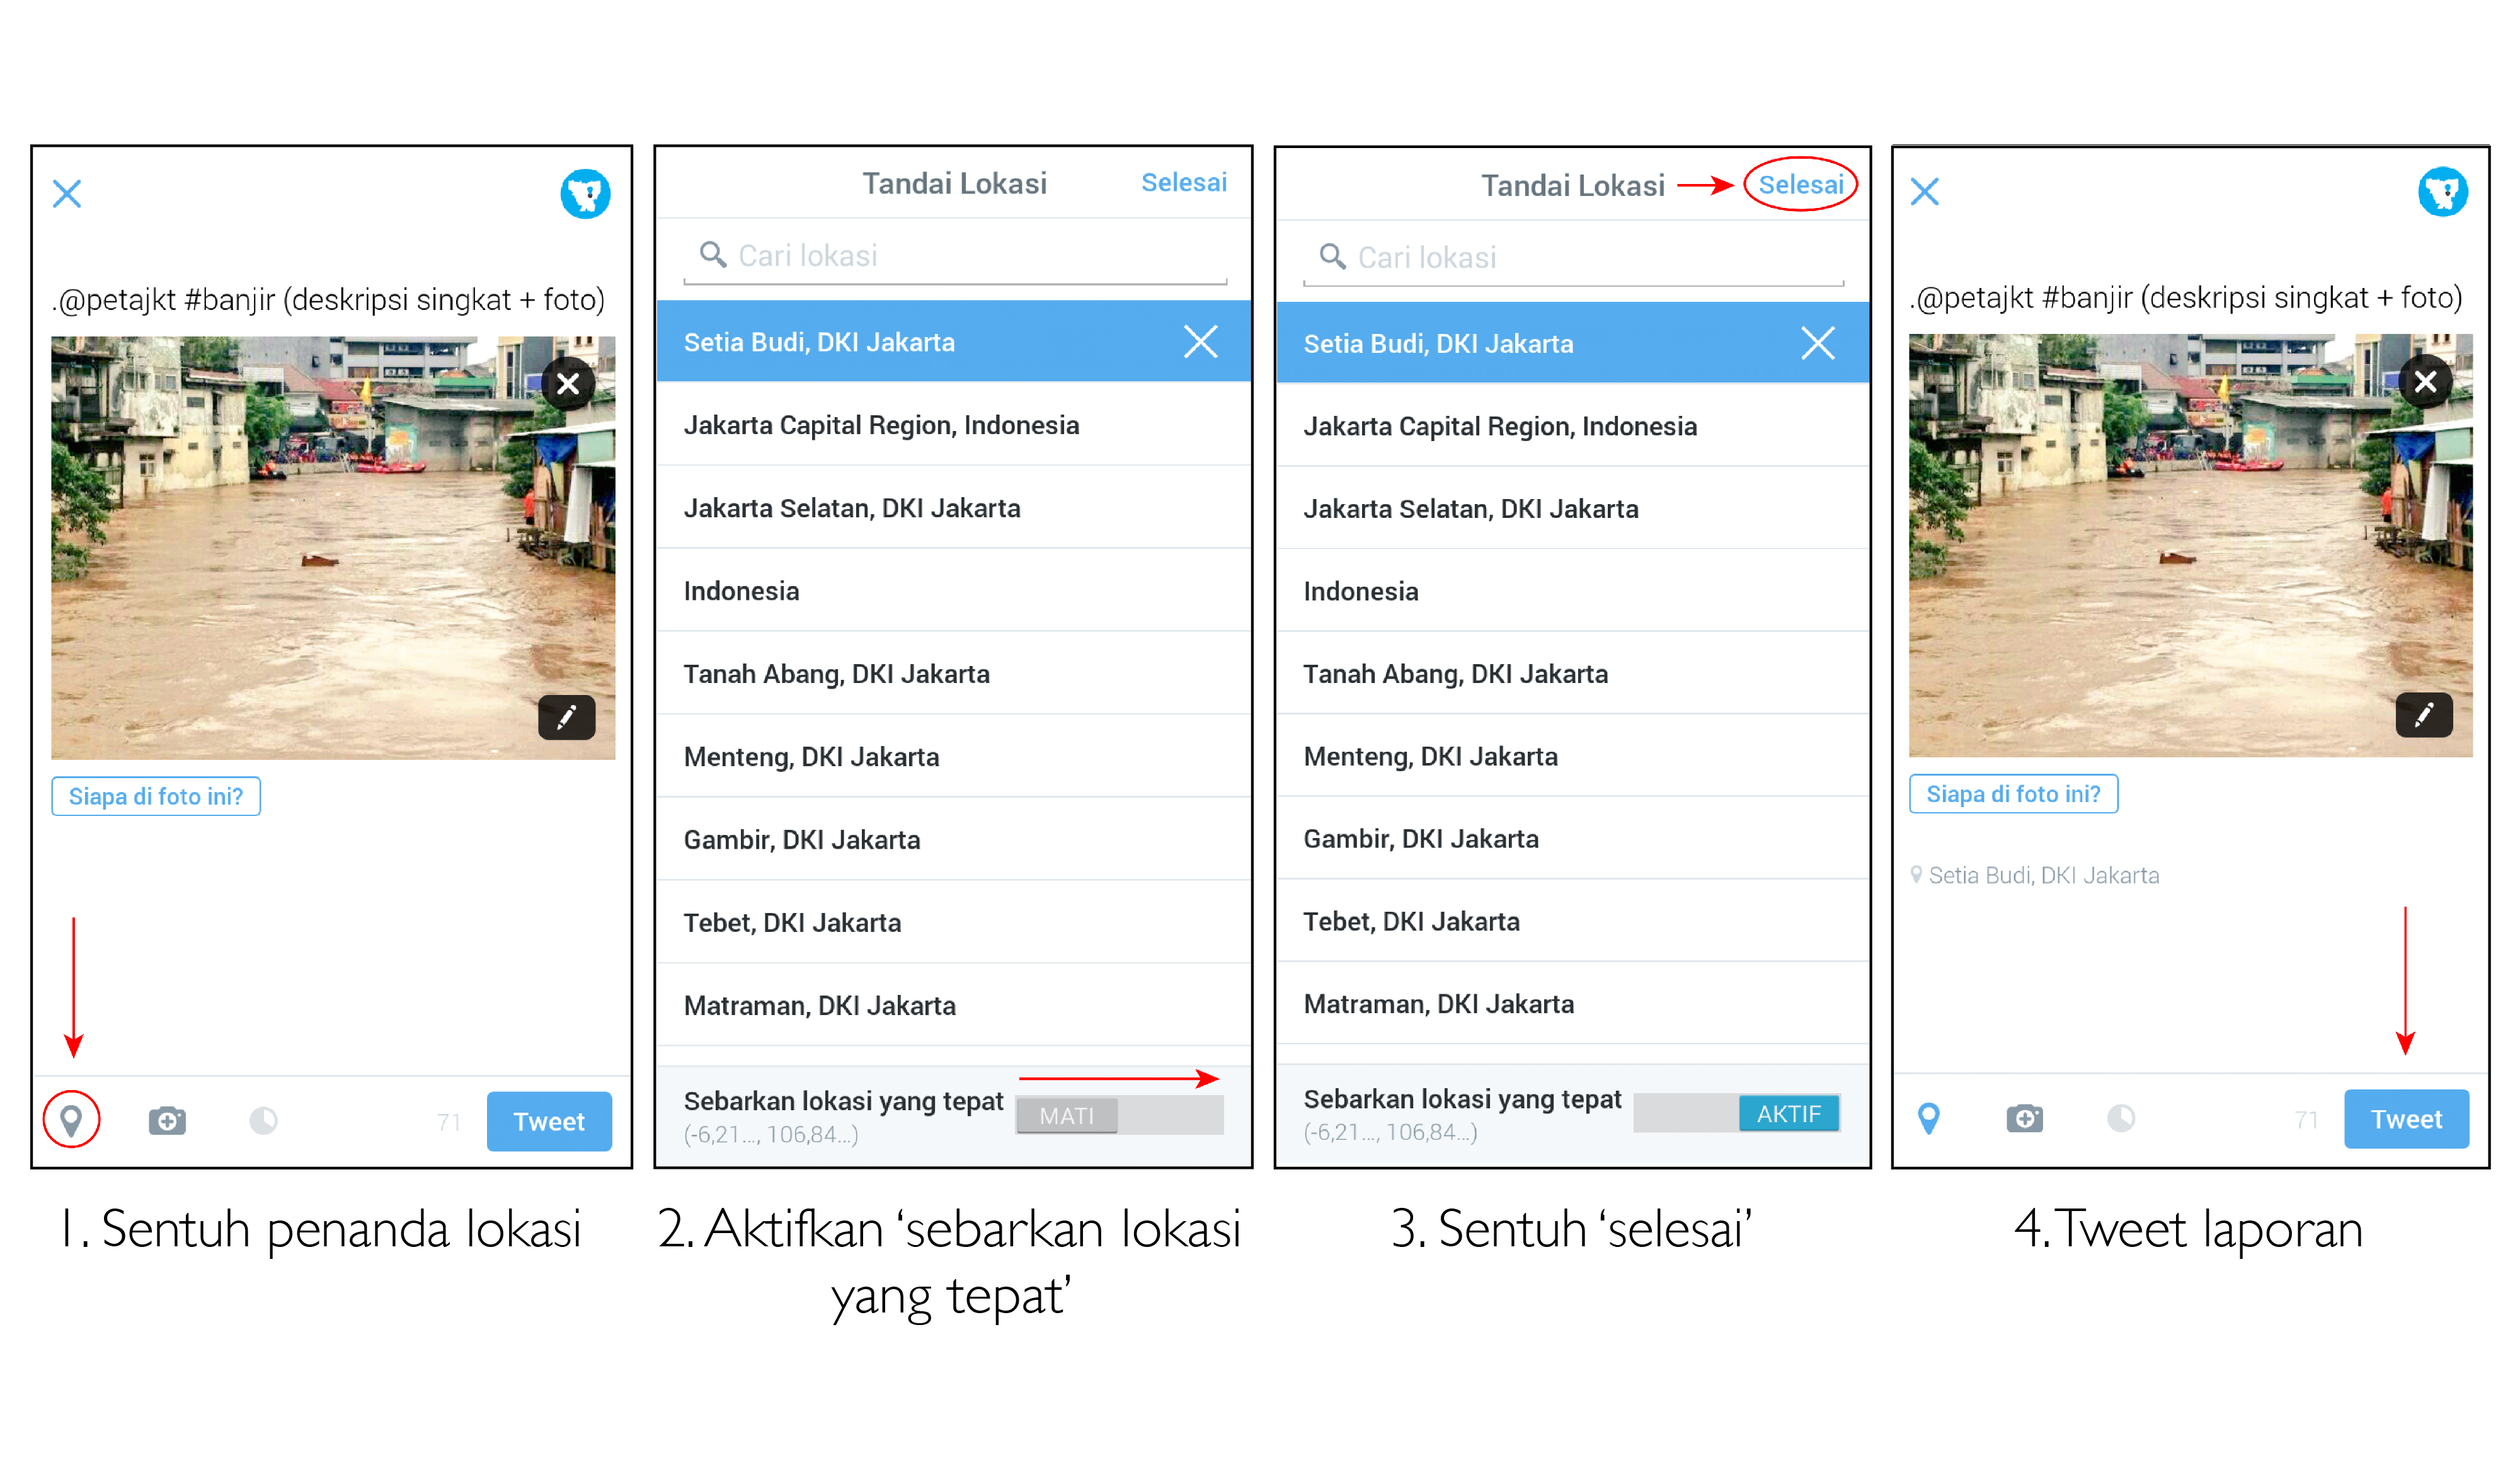 .@petajkt #banjir (deskripsi singkat + foto)
Siapa di foto ini?
71
Tweet
1. Sentuh penanda lokasi
Tandai Lokasi
Selesai
Cari lokasi
Setia Budi, DKI Jakarta
Jakarta Capital Region, Indonesia
Jakarta Selatan, DKI Jakarta
Indonesia
Tanah Abang, DKI Jakarta
Menteng, DKI Jakarta
Gambir, DKI Jakarta
Tebet, DKI Jakarta
Matraman, DKI Jakarta
Sebarkan lokasi yang tepat
MATI
(-6,21..., 106,84...)
2. Aktifkan ‘sebarkan lokasi
yang tepat’
Tandai Lokasi
Selesai
Cari lokasi
Setia Budi, DKI Jakarta
Jakarta Capital Region, Indonesia
Jakarta Selatan, DKI Jakarta
Indonesia
Tanah Abang, DKI Jakarta
Menteng, DKI Jakarta
Gambir, DKI Jakarta
Tebet, DKI Jakarta
Matraman, DKI Jakarta
Sebarkan lokasi yang tepat
AKTIF
(-6,21..., 106,84...)
3. Sentuh ‘selesai’
.@petajkt #banjir (deskripsi singkat + foto)
Siapa di foto ini?
Setia Budi, DKI Jakarta
71
Tweet
4. Tweet laporan